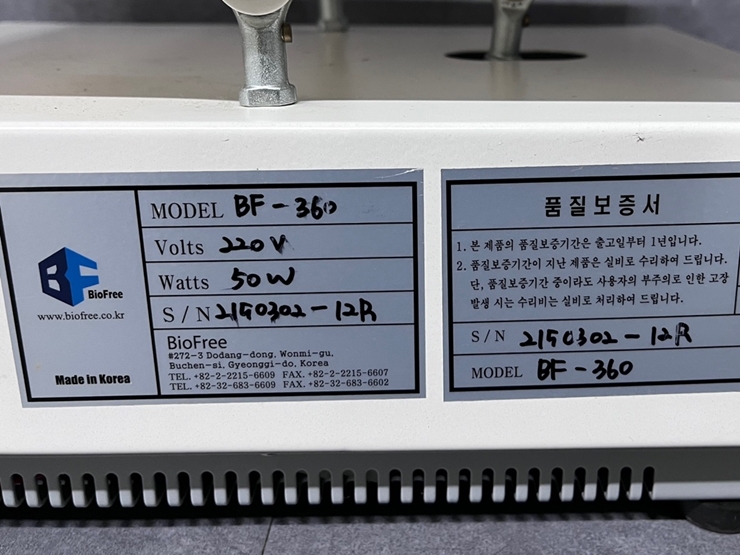 BF
BioFree
www.biofree.co.kr
Made in Korea
MODEL BF-360
Volts 220V
Watts 50W
S/N 21G0302-12R
BioFree
#272-3 Dodang-dong, Wonmi-gu,
Buchen-si, Gyeonggi-do, Korea
TEL. +82-2-2215-6609 FAX. +82-2-2215-6607
TEL. +82-32-683-6609 FAX. +82-32-683-6602
품질보증서
1. 본 제품의 품질보증기간은 출고일부터 1년입니다.
2. 품질보증기간이 지난 제품은 실비로 수리하여 드립니다.
단, 품질보증기간 중이라도 사용자의 부주의로 인한 고장
발생 시는 수리비는 실비로 처리하여 드립니다.
S/N 21G0302-12R
MODEL BF-360